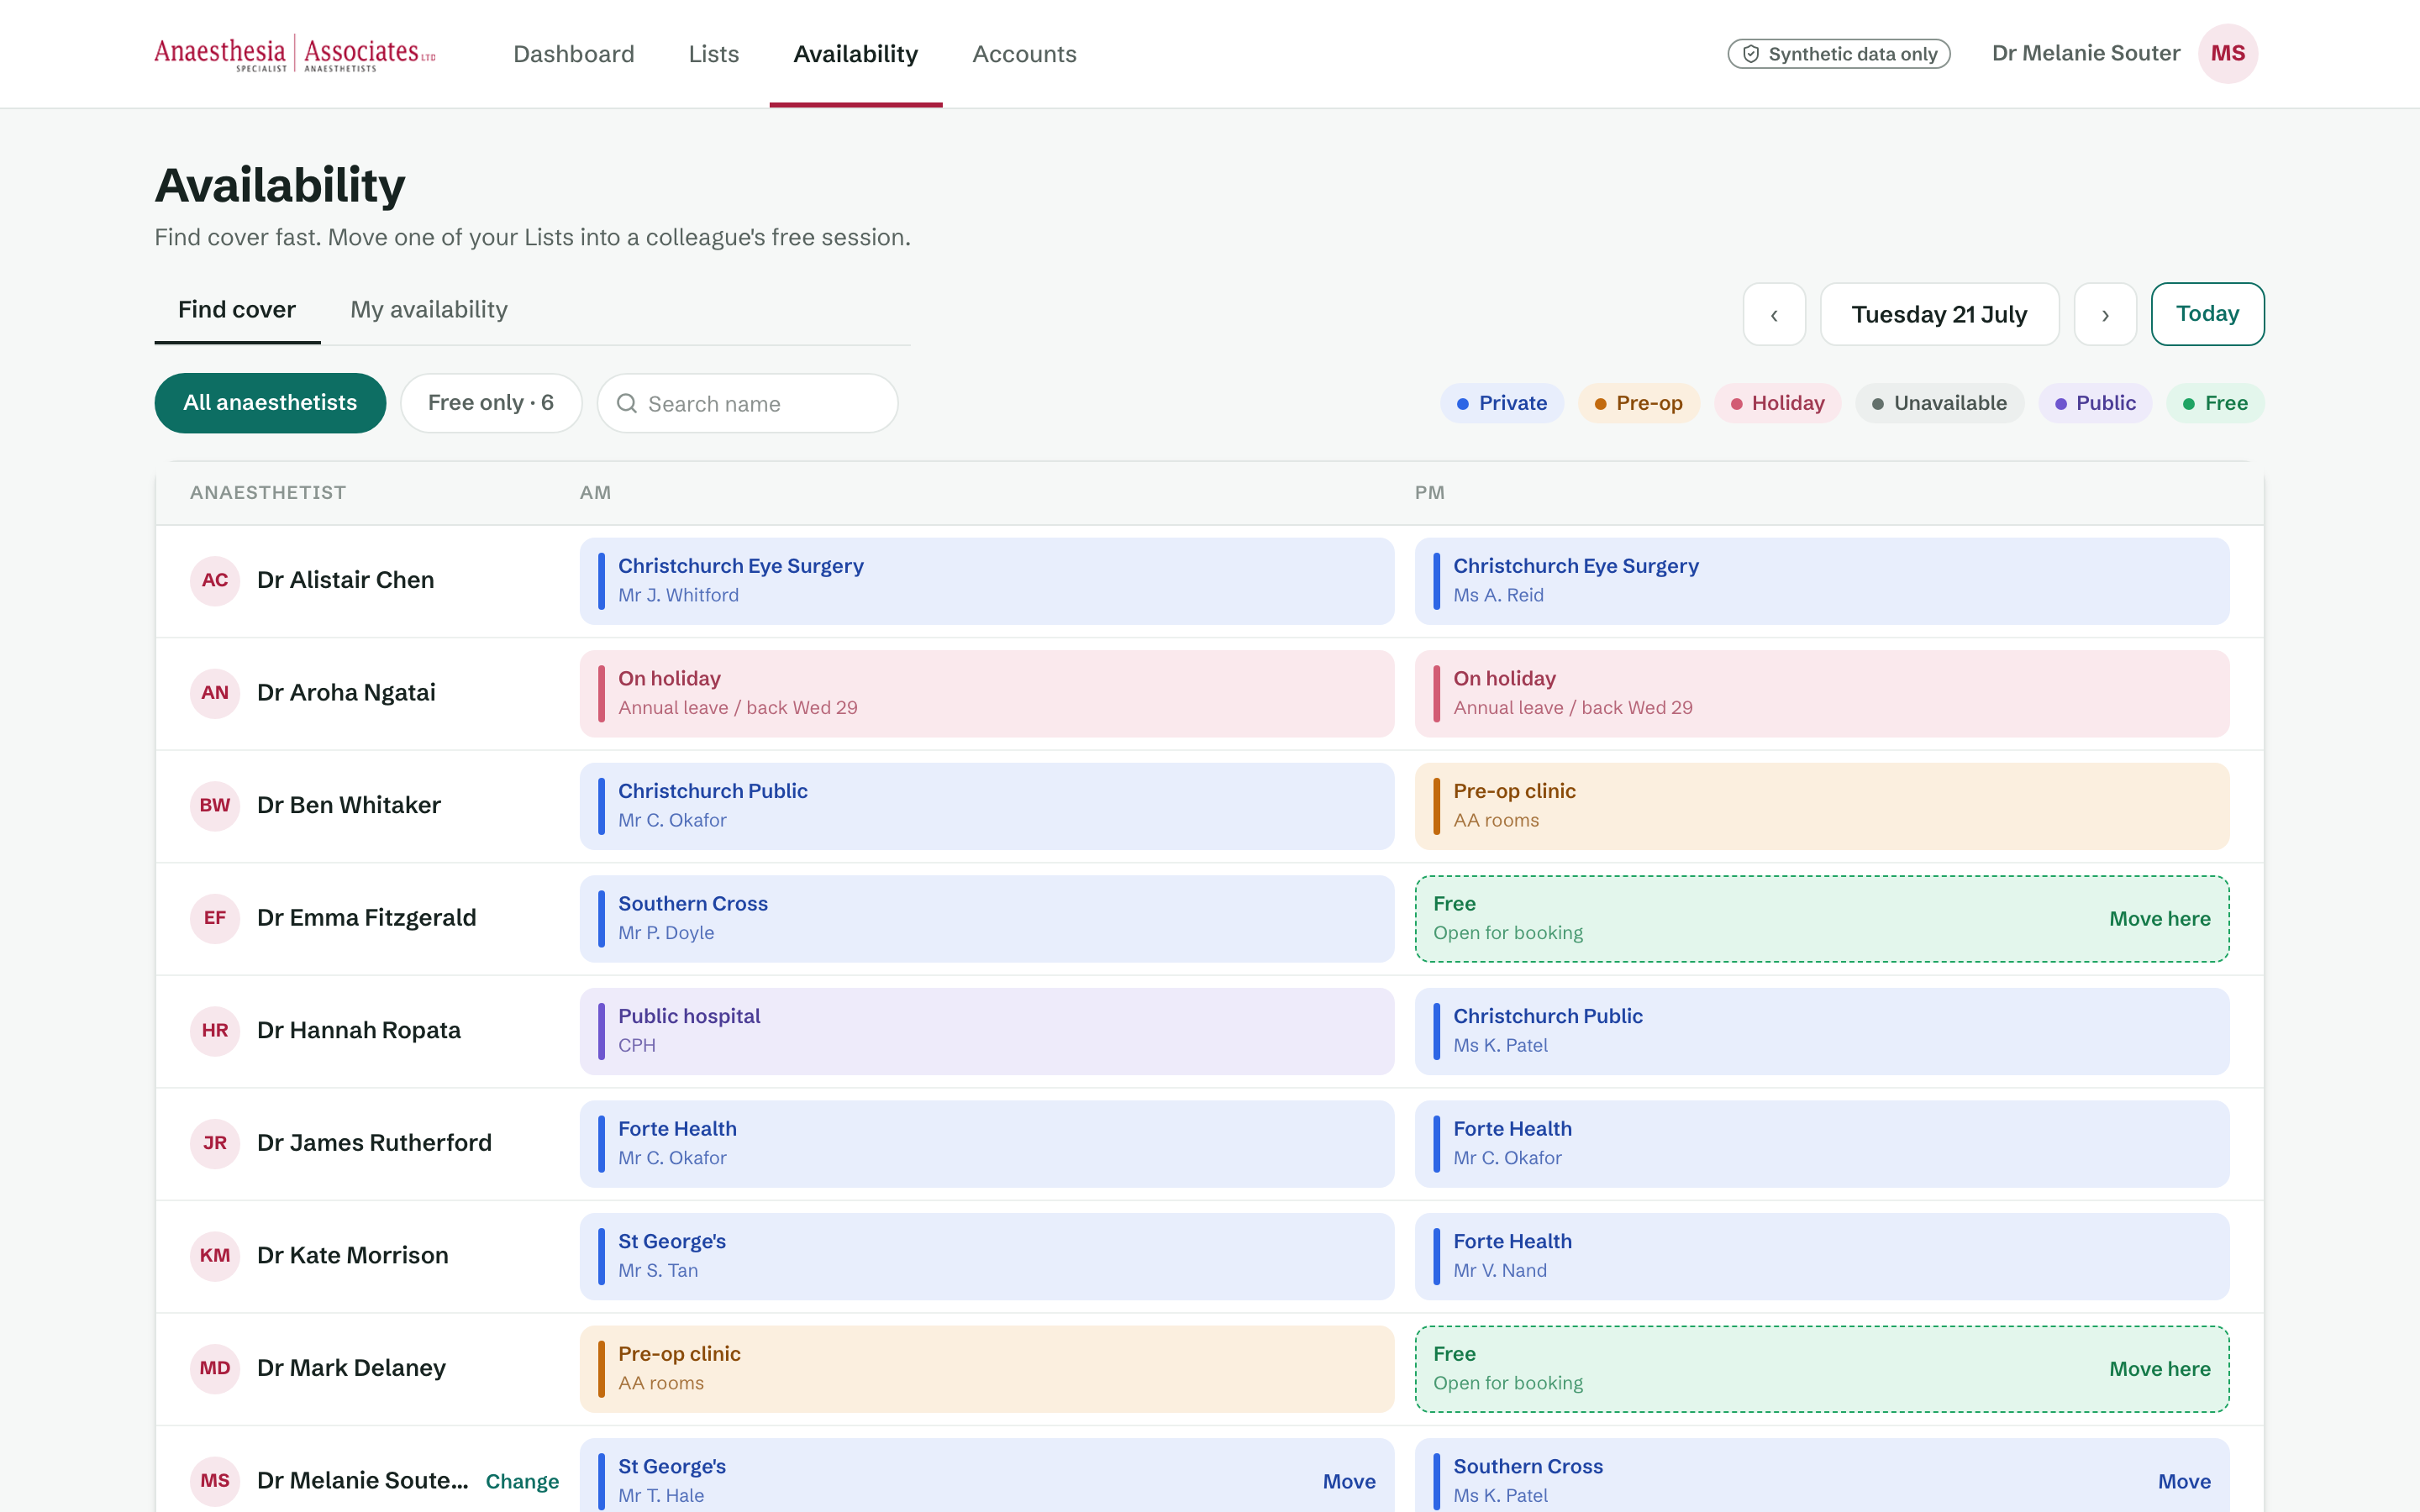 Anaesthesia Associates LTD
SPECIALIST ANAESTHETISTS
Dashboard Lists Availability Accounts
Synthetic data only
Dr Melanie Souter MS
Availability
Find cover fast. Move one of your Lists into a colleague's free session.
Find cover My availability
‹ Tuesday 21 July › Today
All anaesthetists Free only · 6 Search name
Private Pre-op Holiday Unavailable Public Free
ANAESTHETIST AM PM
AC Dr Alistair Chen
Christchurch Eye Surgery
Mr J. Whitford
Christchurch Eye Surgery
Ms A. Reid
AN Dr Aroha Ngatai
On holiday
Annual leave / back Wed 29
On holiday
Annual leave / back Wed 29
BW Dr Ben Whitaker
Christchurch Public
Mr C. Okafor
Pre-op clinic
AA rooms
EF Dr Emma Fitzgerald
Southern Cross
Mr P. Doyle
Free
Open for booking
Move here
HR Dr Hannah Ropata
Public hospital
CPH
Christchurch Public
Ms K. Patel
JR Dr James Rutherford
Forte Health
Mr C. Okafor
Forte Health
Mr C. Okafor
KM Dr Kate Morrison
St George's
Mr S. Tan
Forte Health
Mr V. Nand
MD Dr Mark Delaney
Pre-op clinic
AA rooms
Free
Open for booking
Move here
MS Dr Melanie Soute... Change
St George's
Mr T. Hale
Move
Southern Cross
Ms K. Patel
Move